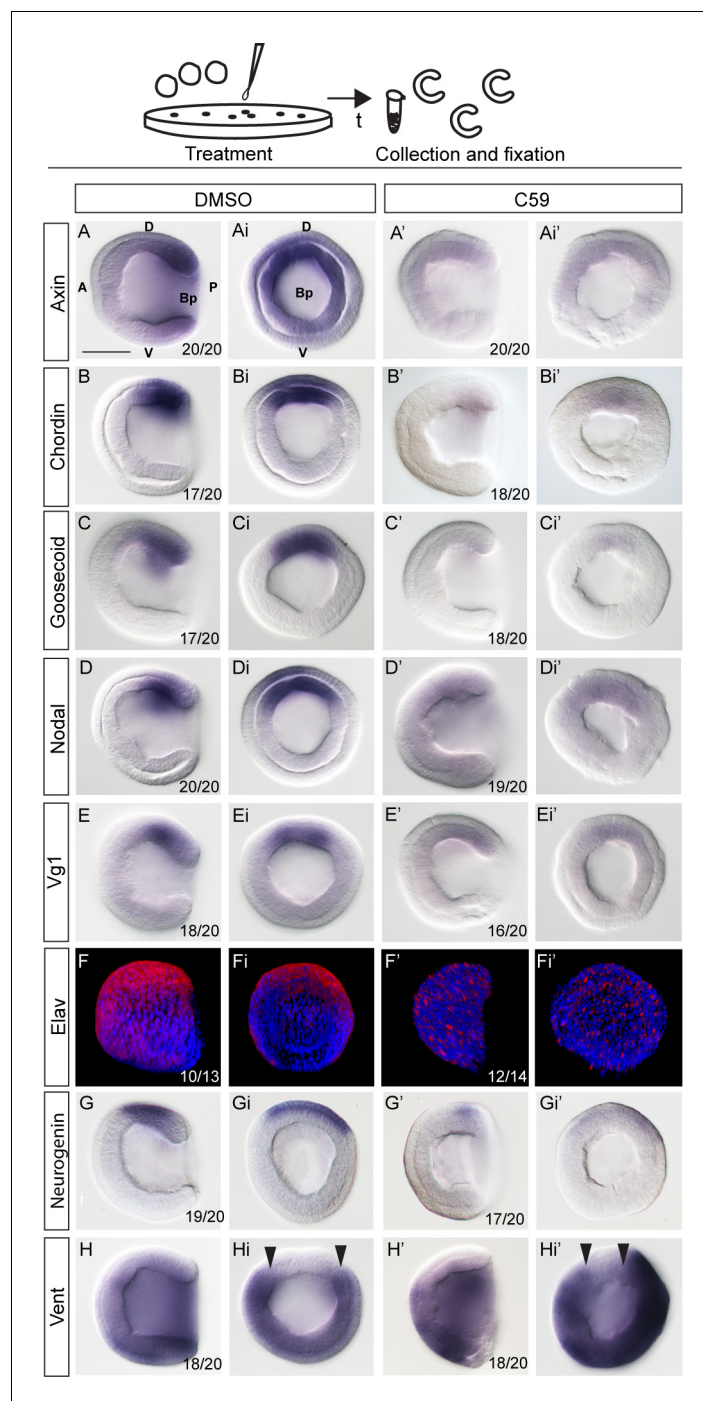 t
Treatment
Collection and fixation
DMSO
C59
Axin
A
D
A
P
Bp
V
20/20
Ai
D
Bp
V
A'
20/20
Ai'
Chordin
B
17/20
Bi
B'
18/20
Bi'
Goosecoid
C
17/20
Ci
C'
18/20
Ci'
Nodal
D
20/20
Di
D'
19/20
Di'
Vg1
E
18/20
Ei
E'
16/20
Ei'
Elav
F
10/13
Fi
F'
12/14
Fi'
Neurogenin
G
19/20
Gi
G'
17/20
Gi'
Vent
H
18/20
Hi
H'
18/20
Hi'